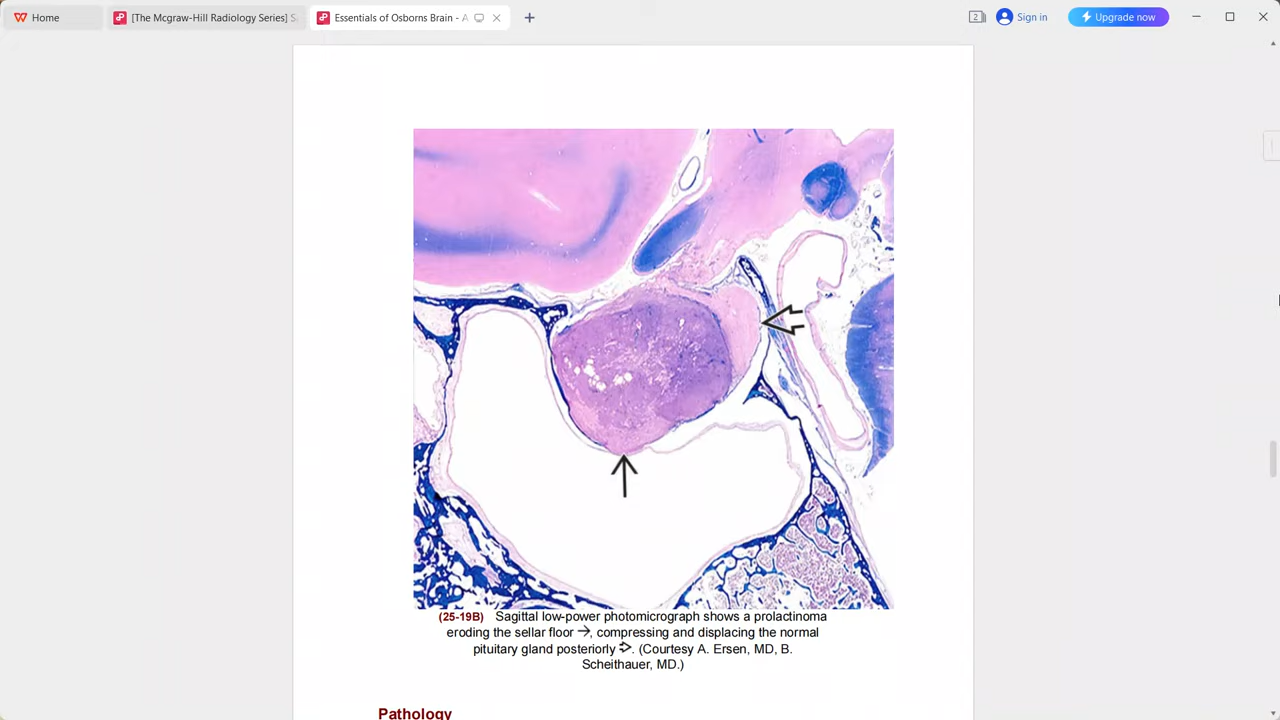 Home
[The Mcgraw-Hill Radiology Series] S
Essentials of Osborns Brain - A
2
Sign in
Upgrade now
(25-19B) Sagittal low-power photomicrograph shows a prolactinoma
eroding the sellar floor →, compressing and displacing the normal
pituitary gland posteriorly ➪. (Courtesy A. Ersen, MD, B.
Scheithauer, MD.)
Pathology